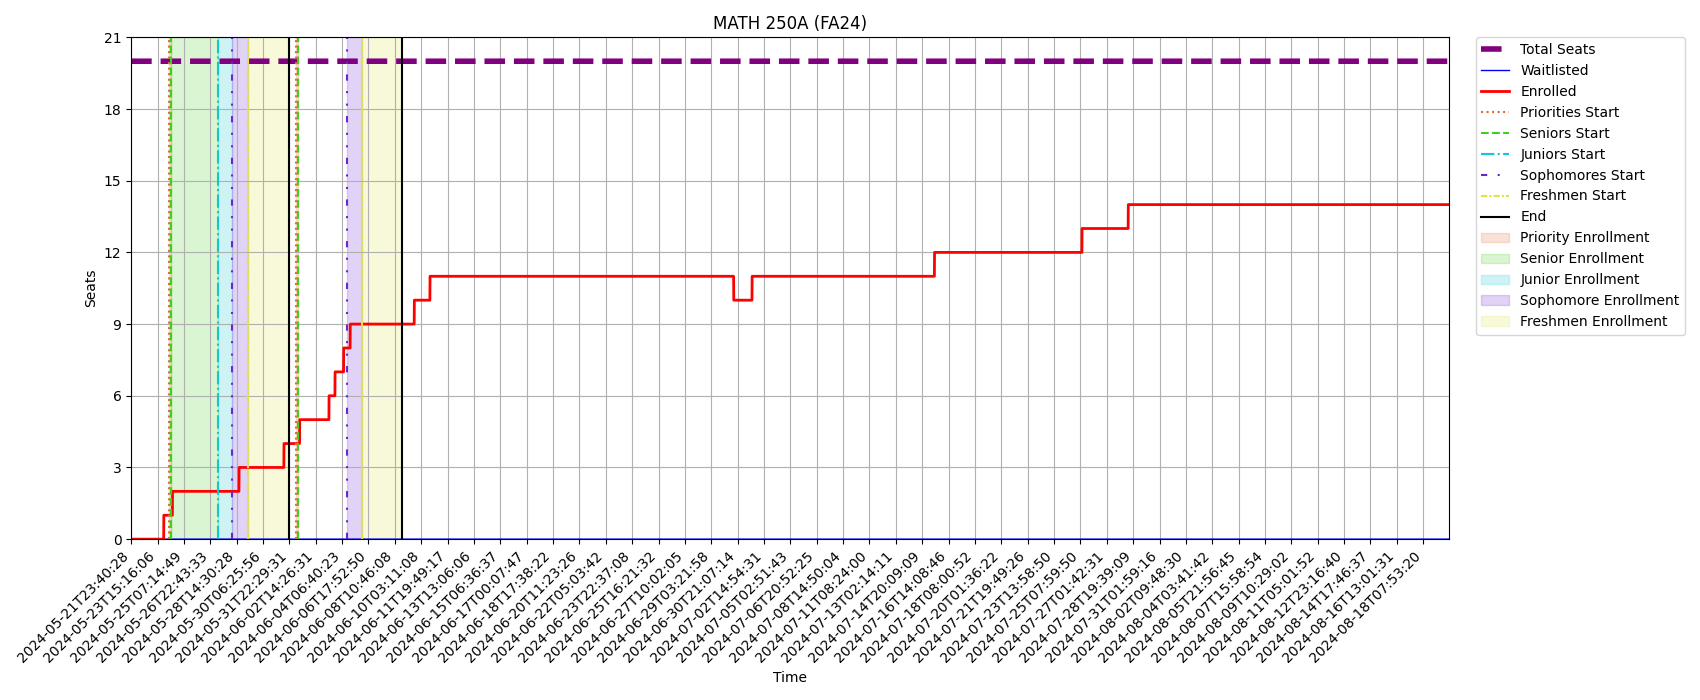 MATH 250A (FA24)
Seats
21
18
15
12
9
6
3
0
2024-05-21T23:40:28
2024-05-23T15:16:06
2024-05-25T07:14:49
2024-05-26T22:43:33
2024-05-28T14:30:28
2024-05-30T06:25:56
2024-05-31T22:29:31
2024-06-02T14:26:31
2024-06-04T06:40:23
2024-06-06T17:52:50
2024-06-08T10:46:08
2024-06-10T03:11:08
2024-06-11T19:49:17
2024-06-13T13:06:06
2024-06-15T06:36:37
2024-06-17T00:07:47
2024-06-18T17:38:22
2024-06-20T11:23:26
2024-06-22T05:03:42
2024-06-23T22:37:08
2024-06-25T16:21:32
2024-06-27T10:02:05
2024-06-29T03:21:58
2024-06-30T21:07:14
2024-07-02T14:54:31
2024-07-05T02:51:43
2024-07-06T20:52:25
2024-07-08T14:50:04
2024-07-11T08:24:00
2024-07-13T02:14:11
2024-07-14T20:09:09
2024-07-16T14:08:46
2024-07-18T08:00:52
2024-07-20T01:36:22
2024-07-21T19:49:26
2024-07-23T13:58:50
2024-07-25T07:59:50
2024-07-27T01:42:31
2024-07-28T19:39:09
2024-07-31T01:59:16
2024-08-02T09:48:30
2024-08-04T03:41:42
2024-08-05T21:56:45
2024-08-07T15:58:54
2024-08-09T10:29:02
2024-08-11T05:01:52
2024-08-12T23:16:40
2024-08-14T17:46:37
2024-08-16T13:01:31
2024-08-18T07:53:20
Time
Total Seats
Waitlisted
Enrolled
Priorities Start
Seniors Start
Juniors Start
Sophomores Start
Freshmen Start
End
Priority Enrollment
Senior Enrollment
Junior Enrollment
Sophomore Enrollment
Freshmen Enrollment